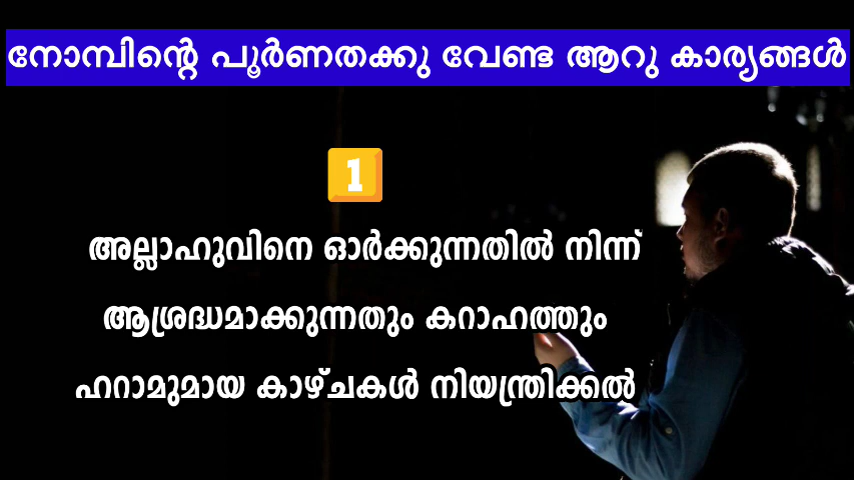 നോമ്പിന്റെ പൂർണതക്കു വേണ്ട ആറു കാര്യങ്ങൾ
1
അല്ലാഹുവിനെ ഓർക്കുന്നതിൽ നിന്ന്
ആശ്രദ്ധമാക്കുന്നതും കറാഹത്തും
ഹറാമുമായ കാഴ്ചകൾ നിയന്ത്രിക്കൽ